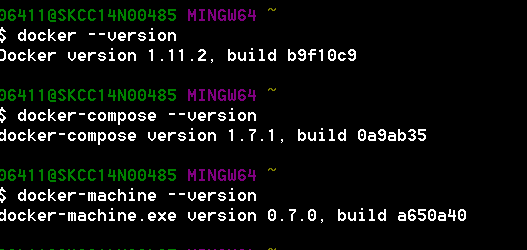 06411@SKCC14N00485 MINGW64 ~
$ docker --version
Docker version 1.11.2, build b9f10c9
06411@SKCC14N00485 MINGW64 ~
$ docker-compose --version
docker-compose version 1.7.1, build 0a9ab35
06411@SKCC14N00485 MINGW64 ~
$ docker-machine --version
docker-machine.exe version 0.7.0, build a650a40